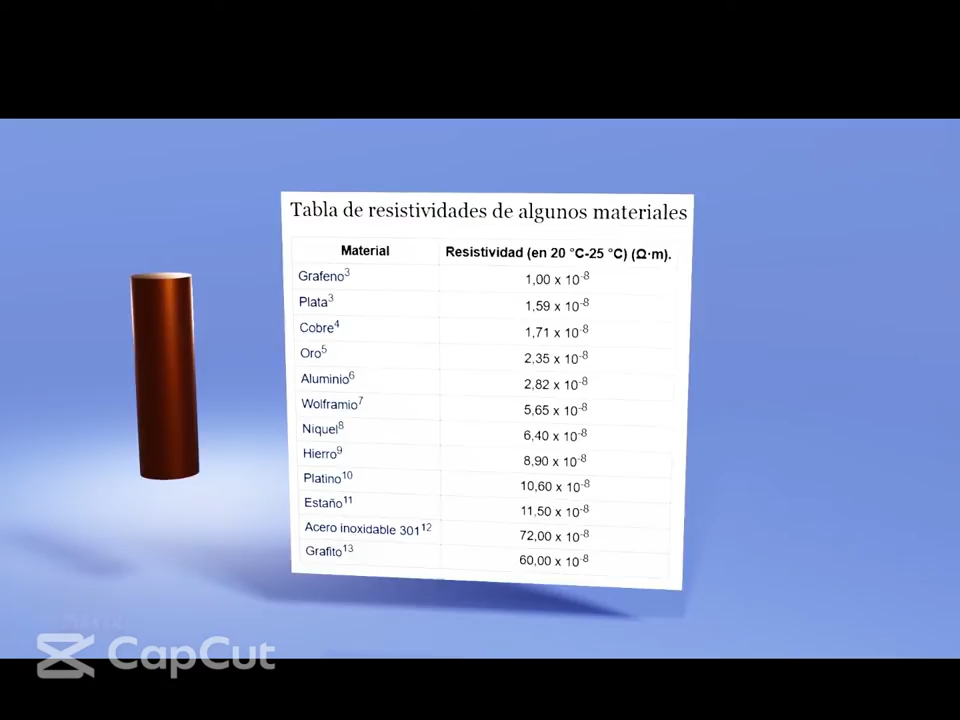 Tabla de resistividades de algunos materiales
Material Resistividad (en 20 °C-25 °C) (Ω·m).
Grafeno³ 1,00 x 10⁻⁸
Plata³ 1,59 x 10⁻⁸
Cobre⁴ 1,71 x 10⁻⁸
Oro⁵ 2,35 x 10⁻⁸
Aluminio⁶ 2,82 x 10⁻⁸
Wolframio⁷ 5,65 x 10⁻⁸
Níquel⁸ 6,40 x 10⁻⁸
Hierro⁹ 8,90 x 10⁻⁸
Platino¹⁰ 10,60 x 10⁻⁸
Estaño¹¹ 11,50 x 10⁻⁸
Acero inoxidable 301¹² 72,00 x 10⁻⁸
Grafito¹³ 60,00 x 10⁻⁸
CapCut